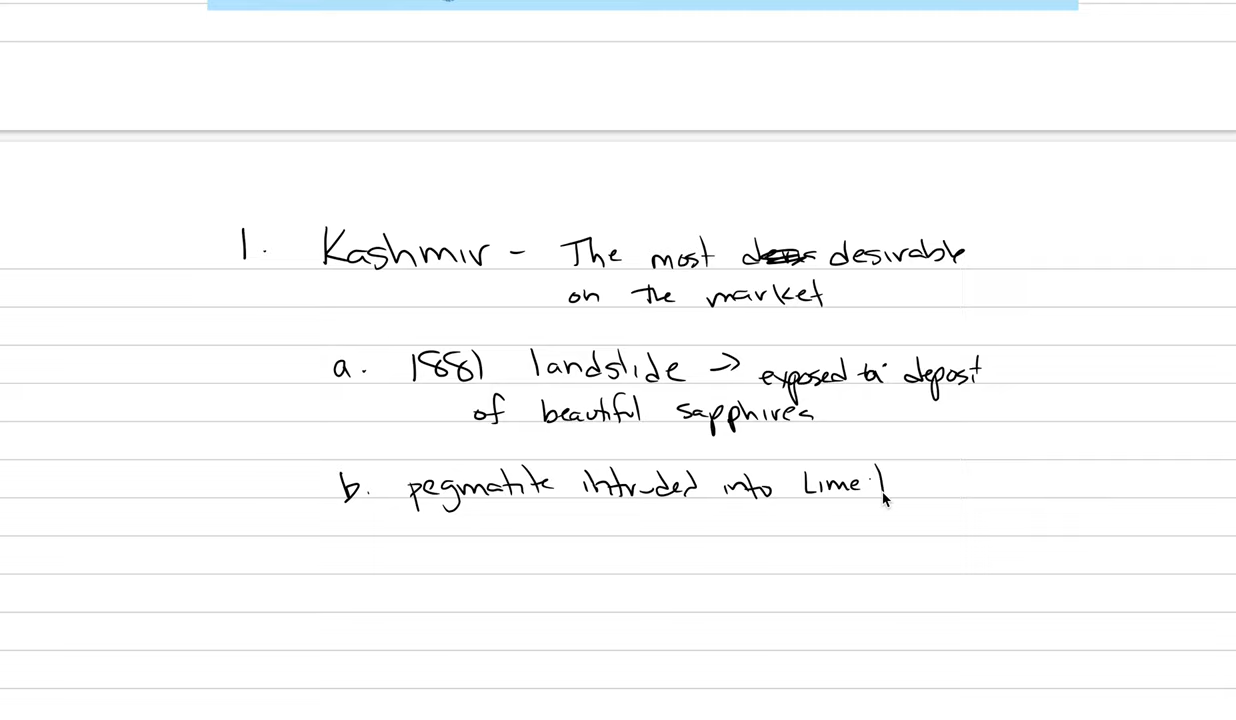 1. Kashmir - The most desirable
on the market
a. 1881 landslide → exposed a deposit
of beautiful sapphires
b. pegmatite intruded into Lime